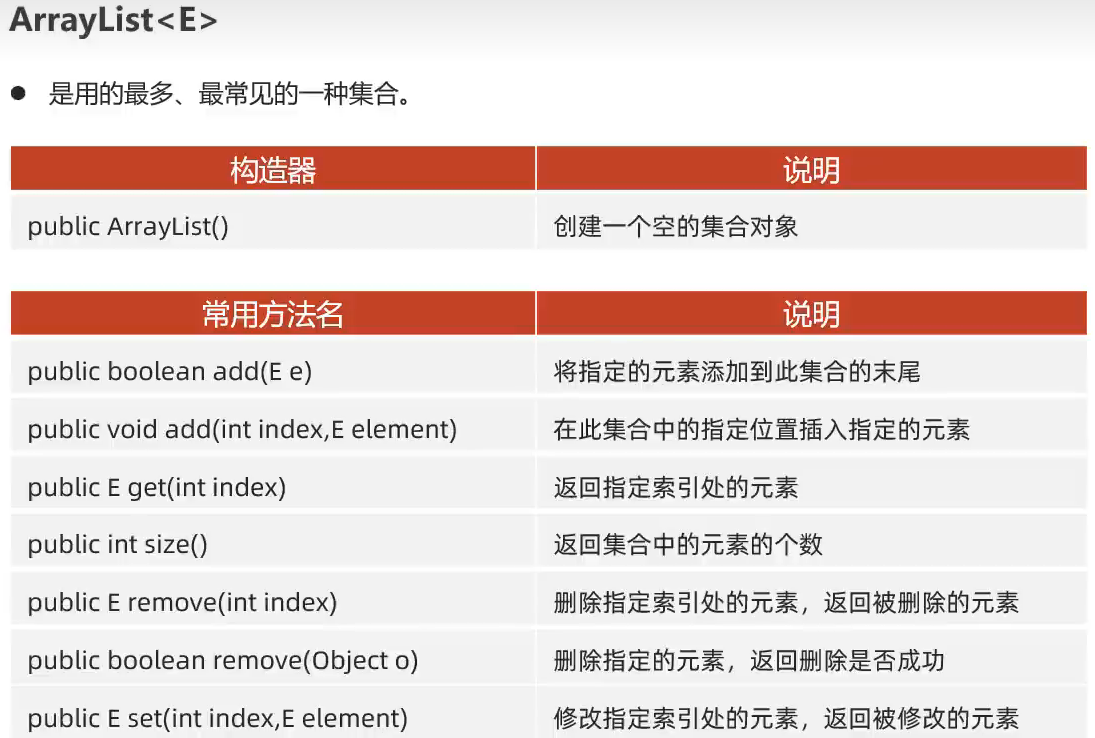 ArrayList<E>
● 是用的最多、最常见的一种集合。
构造器 说明
public ArrayList() 创建一个空的集合对象
常用方法名 说明
public boolean add(E e) 将指定的元素添加到此集合的末尾
public void add(int index,E element) 在此集合中的指定位置插入指定的元素
public E get(int index) 返回指定索引处的元素
public int size() 返回集合中的元素的个数
public E remove(int index) 删除指定索引处的元素，返回被删除的元素
public boolean remove(Object o) 删除指定的元素，返回删除是否成功
public E set(int index,E element) 修改指定索引处的元素，返回被修改的元素